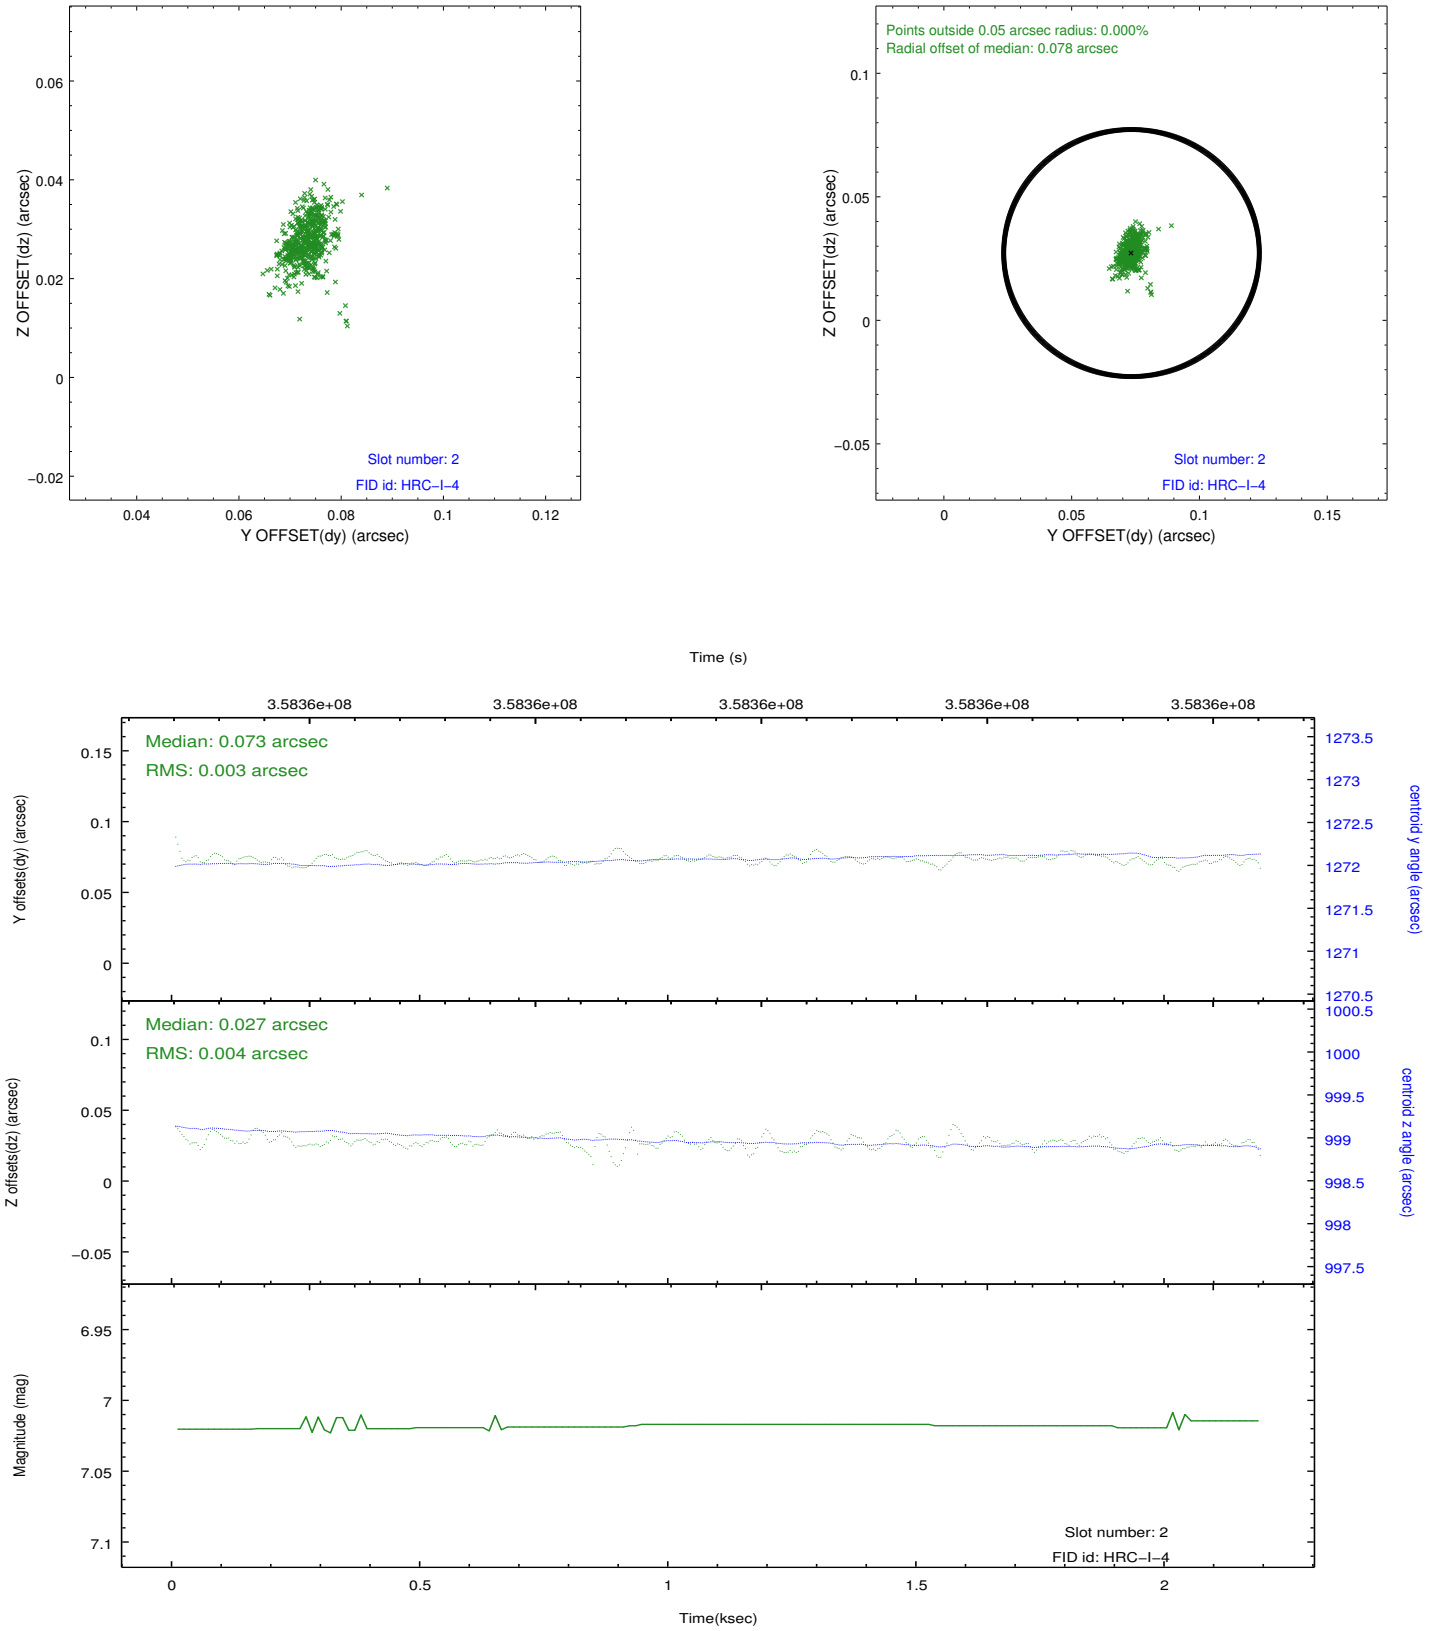 0.06
0.04
0.02
0
−0.02
0.04
0.06
0.08
0.1
0.12
Z OFFSET(dz) (arcsec)
Y OFFSET(dy) (arcsec)
Slot number: 2
FID id: HRC−I−4
Points outside 0.05 arcsec radius: 0.000%
Radial offset of median: 0.078 arcsec
0.1
0.05
0
−0.05
0
0.05
0.1
0.15
Z OFFSET(dz) (arcsec)
Y OFFSET(dy) (arcsec)
Slot number: 2
FID id: HRC−I−4
Time (s)
3.5836e+08
3.5836e+08
3.5836e+08
3.5836e+08
3.5836e+08
Median: 0.073 arcsec
RMS: 0.003 arcsec
0.15
0.1
0.05
0
Y offsets(dy) (arcsec)
1273.5
1273
1272.5
1272
1271.5
1271
1270.5
centroid y angle (arcsec)
Median: 0.027 arcsec
RMS: 0.004 arcsec
0.1
0.05
0
−0.05
Z offsets(dz) (arcsec)
1000.5
1000
999.5
999
998.5
998
997.5
centroid z angle (arcsec)
6.95
7
7.05
7.1
Magnitude (mag)
Slot number: 2
FID id: HRC−I−4
0
0.5
1
1.5
2
Time(ksec)